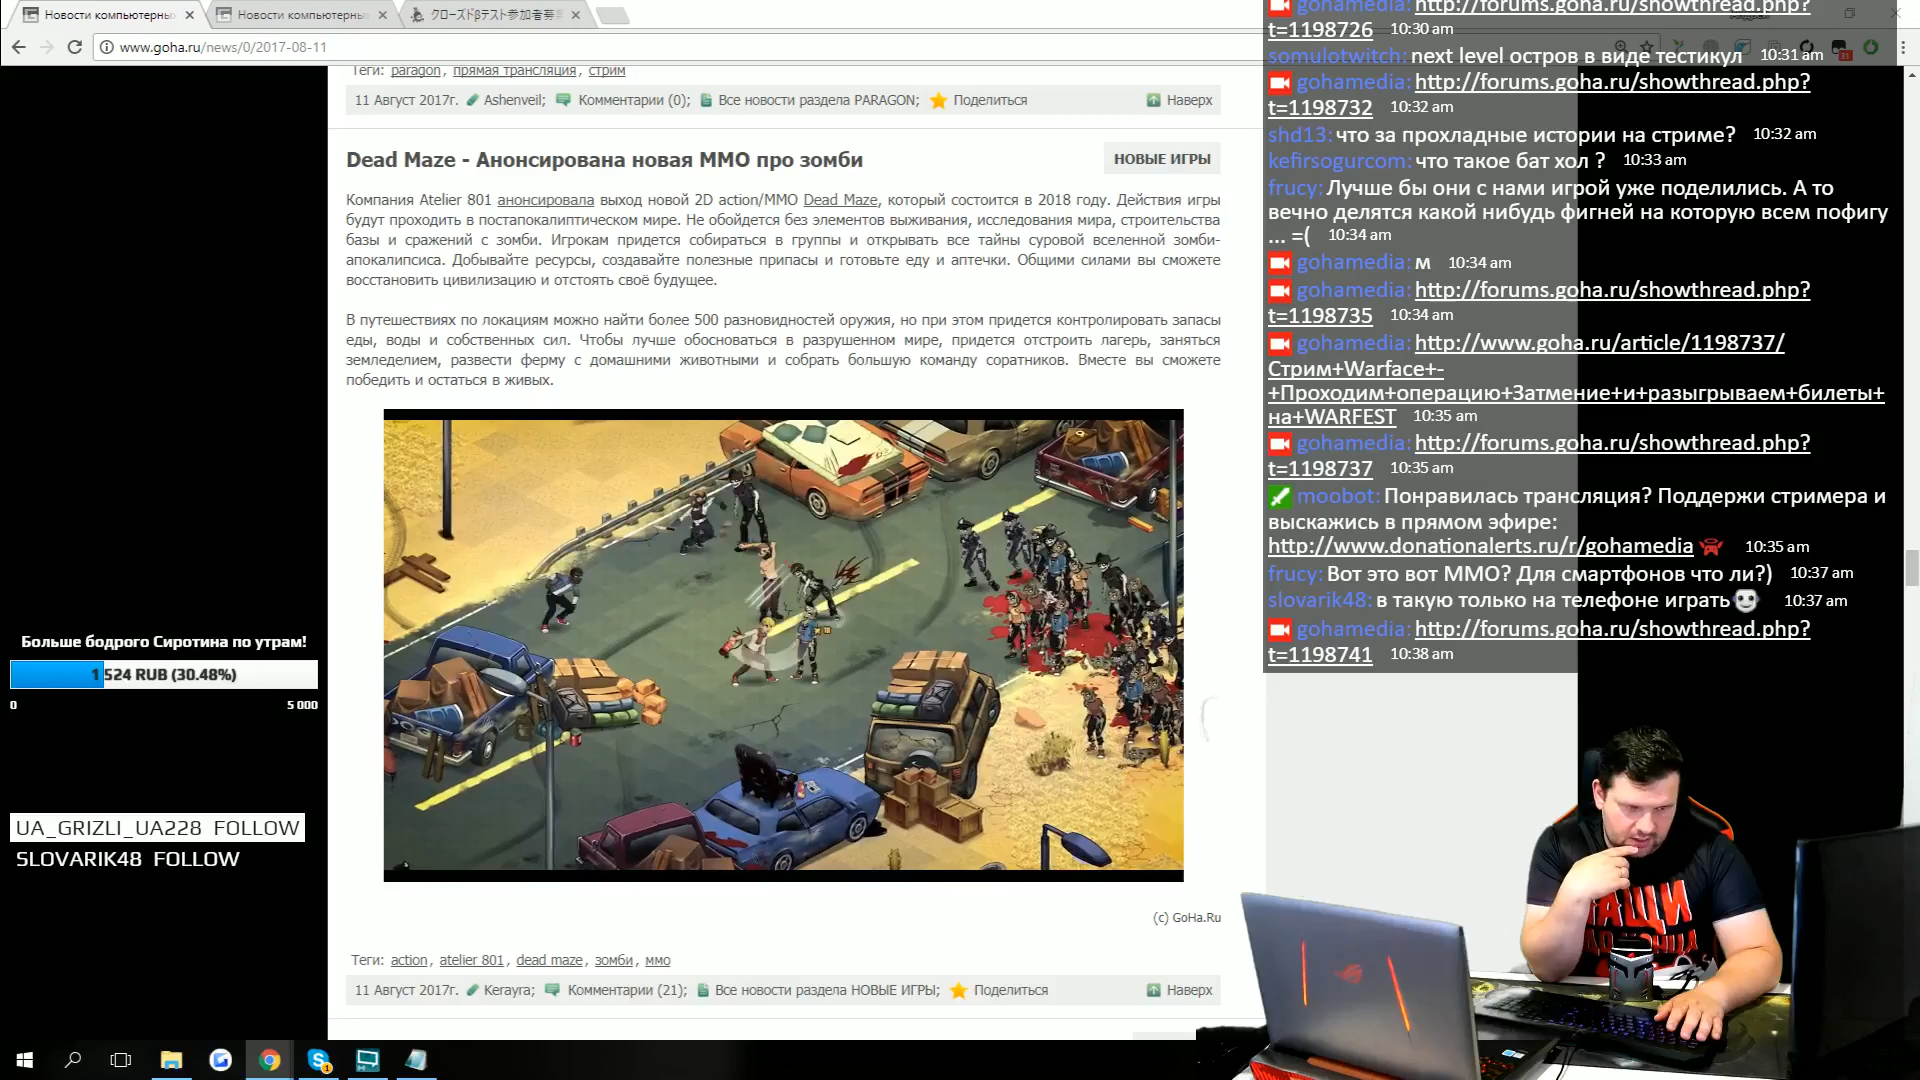 Новости компьютерных
Новости компьютерных
クローズドβテスト参加者募集
www.goha.ru/news/0/2017-08-11
Теги: paragon, прямая трансляция, стрим
11 Август 2017г. Ashenveil; Комментарии (0); Все новости раздела PARAGON; Поделиться Наверх
Dead Maze - Анонсирована новая ММО про зомби
НОВЫЕ ИГРЫ
Компания Atelier 801 анонсировала выход новой 2D action/MMO Dead Maze, который состоится в 2018 году. Действия игры
будут проходить в постапокалиптическом мире. Не обойдется без элементов выживания, исследования мира, строительства
базы и сражений с зомби. Игрокам придется собираться в группы и открывать все тайны суровой вселенной зомби-
апокалипсиса. Добывайте ресурсы, создавайте полезные припасы и готовьте еду и аптечки. Общими силами вы сможете
восстановить цивилизацию и отстоять своё будущее.
В путешествиях по локациям можно найти более 500 разновидностей оружия, но при этом придется контролировать запасы
еды, воды и собственных сил. Чтобы лучше обосноваться в разрушенном мире, придется отстроить лагерь, заняться
земледелием, развести ферму с домашними животными и собрать большую команду соратников. Вместе вы сможете
победить и остаться в живых.
(c) GoHa.Ru
Теги: action, atelier 801, dead maze, зомби, ммо
11 Август 2017г. Kerayra; Комментарии (21); Все новости раздела НОВЫЕ ИГРЫ; Поделиться Наверх
Больше бодрого Сиротина по утрам!
1 524 RUB (30.48%)
0 5 000
UA_GRIZLI_UA228 FOLLOW
SLOVARIK48 FOLLOW
gohamedia: http://forums.goha.ru/showthread.php?
t=1198726 10:30 am
somulotwitch: next level остров в виде тестикул 10:31 am
gohamedia: http://forums.goha.ru/showthread.php?
t=1198732 10:32 am
shd13: что за прохладные истории на стриме? 10:32 am
kefirsogurcom: что такое бат хол ? 10:33 am
frucy: Лучше бы они с нами игрой уже поделились. А то
вечно делятся какой нибудь фигней на которую всем пофигу
... =( 10:34 am
gohamedia: м 10:34 am
gohamedia: http://forums.goha.ru/showthread.php?
t=1198735 10:34 am
gohamedia: http://www.goha.ru/article/1198737/
Стрим+Warface+-
+Проходим+операцию+Затмение+и+разыгрываем+билеты+
на+WARFEST 10:35 am
gohamedia: http://forums.goha.ru/showthread.php?
t=1198737 10:35 am
moobot: Понравилась трансляция? Поддержи стримера и
выскажись в прямом эфире:
http://www.donationalerts.ru/r/gohamedia 10:35 am
frucy: Вот это вот ММО? Для смартфонов что ли?) 10:37 am
slovarik48: в такую только на телефоне играть 10:37 am
gohamedia: http://forums.goha.ru/showthread.php?
t=1198741 10:38 am